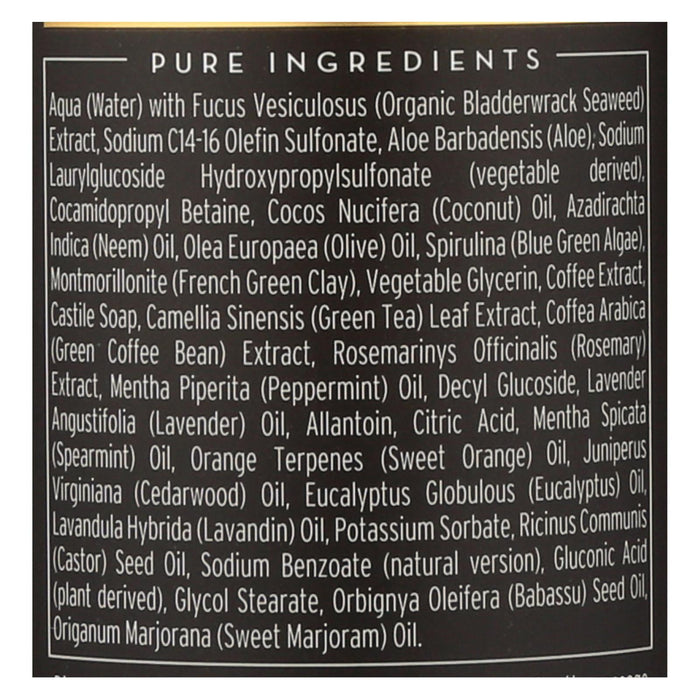 PURE INGREDIENTS
Aqua (Water) with Fucus Vesiculosus (Organic Bladderwrack Seaweed)
Extract, Sodium C14-16 Olefin Sulfonate, Aloe Barbadensis (Aloe), Sodium
Laurylglucoside Hydroxypropylsulfonate (vegetable derived),
Cocamidopropyl Betaine, Cocos Nucifera (Coconut) Oil, Azadirachta
Indica (Neem) Oil, Olea Europaea (Olive) Oil, Spirulina (Blue Green Algae),
Montmorillonite (French Green Clay), Vegetable Glycerin, Coffee Extract,
Castile Soap, Camellia Sinensis (Green Tea) Leaf Extract, Coffea Arabica
(Green Coffee Bean) Extract, Rosemarinys Officinalis (Rosemary)
Extract, Mentha Piperita (Peppermint) Oil, Decyl Glucoside, Lavender
Angustifolia (Lavender) Oil, Allantoin, Citric Acid, Mentha Spicata
(Spearmint) Oil, Orange Terpenes (Sweet Orange) Oil, Juniperus
Virginiana (Cedarwood) Oil, Eucalyptus Globulous (Eucalyptus) Oil,
Lavandula Hybrida (Lavandin) Oil, Potassium Sorbate, Ricinus Communis
(Castor) Seed Oil, Sodium Benzoate (natural version), Gluconic Acid
(plant derived), Glycol Stearate, Orbignya Oleifera (Babassu) Seed Oil,
Origanum Marjorana (Sweet Marjoram) Oil.